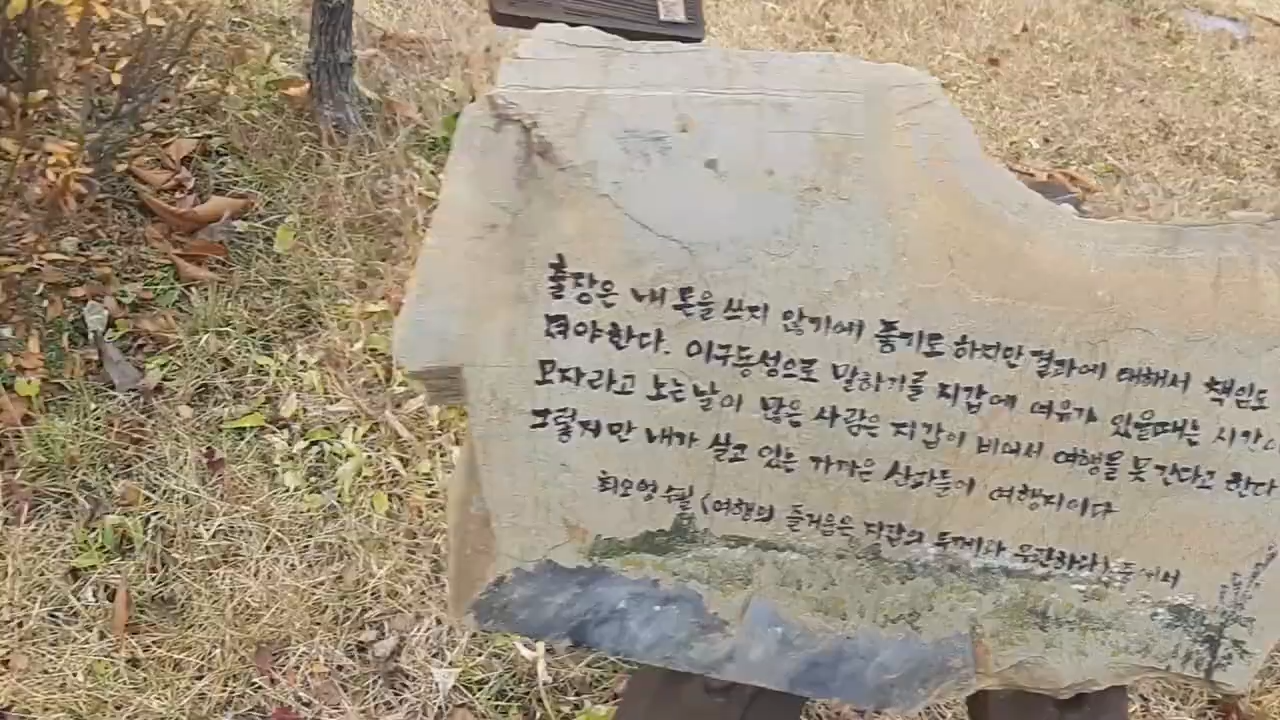 출장은 내 돈을 쓰지 않기에 품기로 하지만 결과에 대해서 책임도
져야한다. 이구동성으로 말하기를 지갑에 여유가 있을때는 시간이
모자라고 노는날이 많은 사람은 지갑이 비어서 여행을 못 간다고 한다
그렇지만 내가 살고 있는 가까운 산파들이 여행지이다
최오영 수필 (여행의 즐거움은 지갑의 두께와 무관하다) 중에서